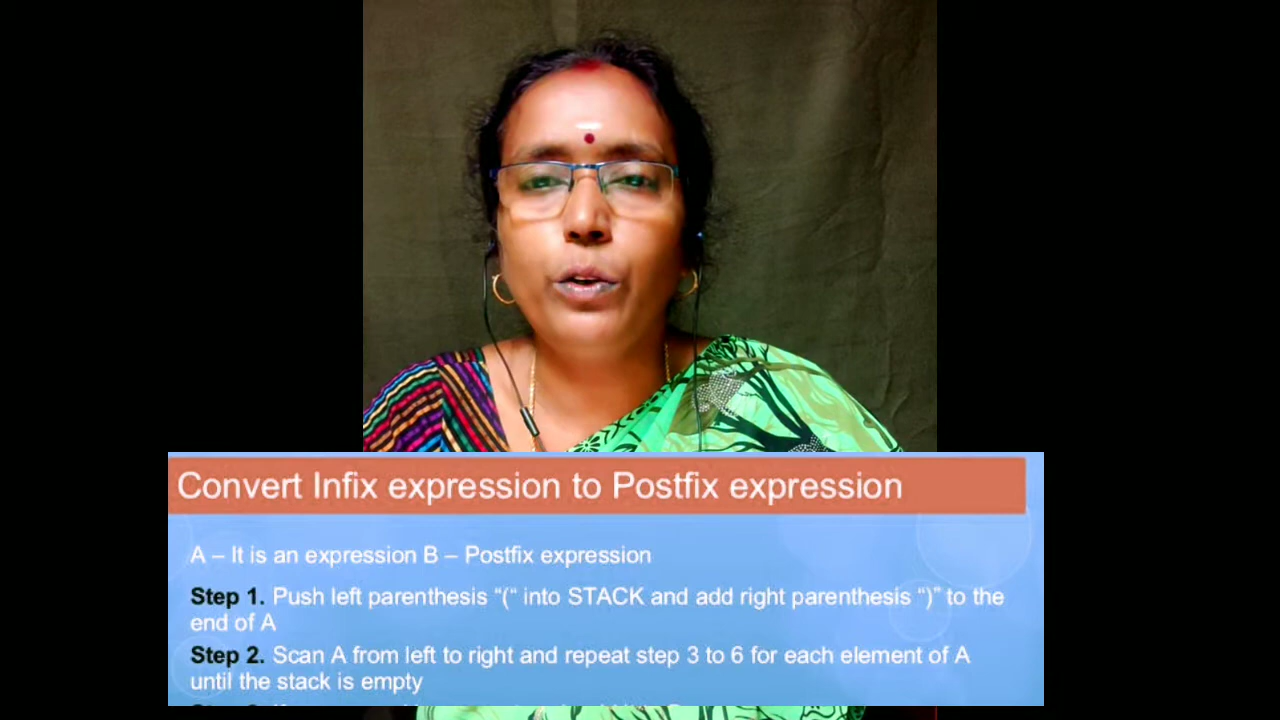 Convert Infix expression to Postfix expression
A – It is an expression B – Postfix expression
Step 1. Push left parenthesis “(“ into STACK and add right parenthesis “)” to the
end of A
Step 2. Scan A from left to right and repeat step 3 to 6 for each element of A
until the stack is empty